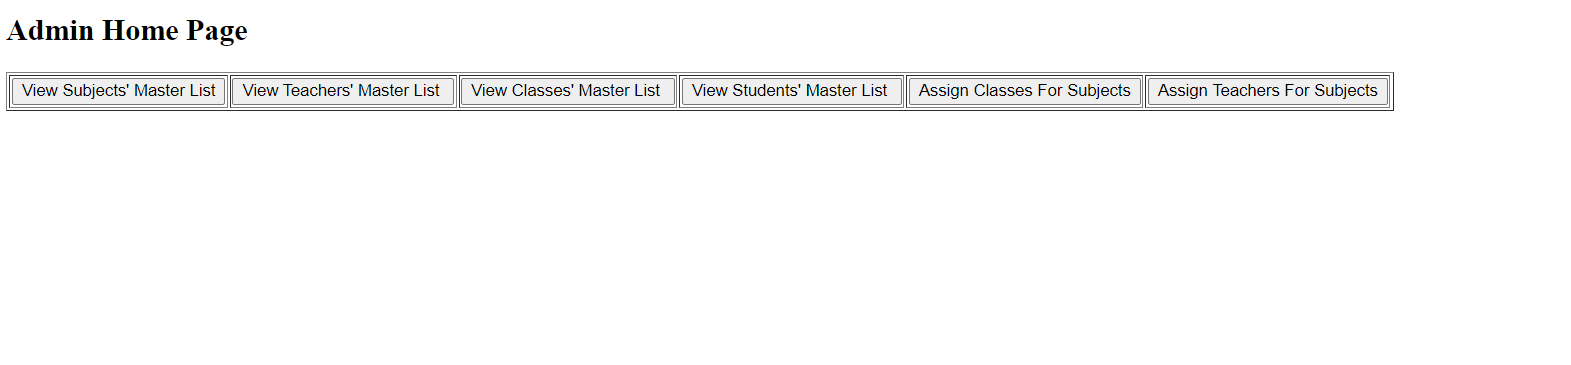 Admin Home Page
View Subjects' Master List View Teachers' Master List View Classes' Master List View Students' Master List Assign Classes For Subjects Assign Teachers For Subjects